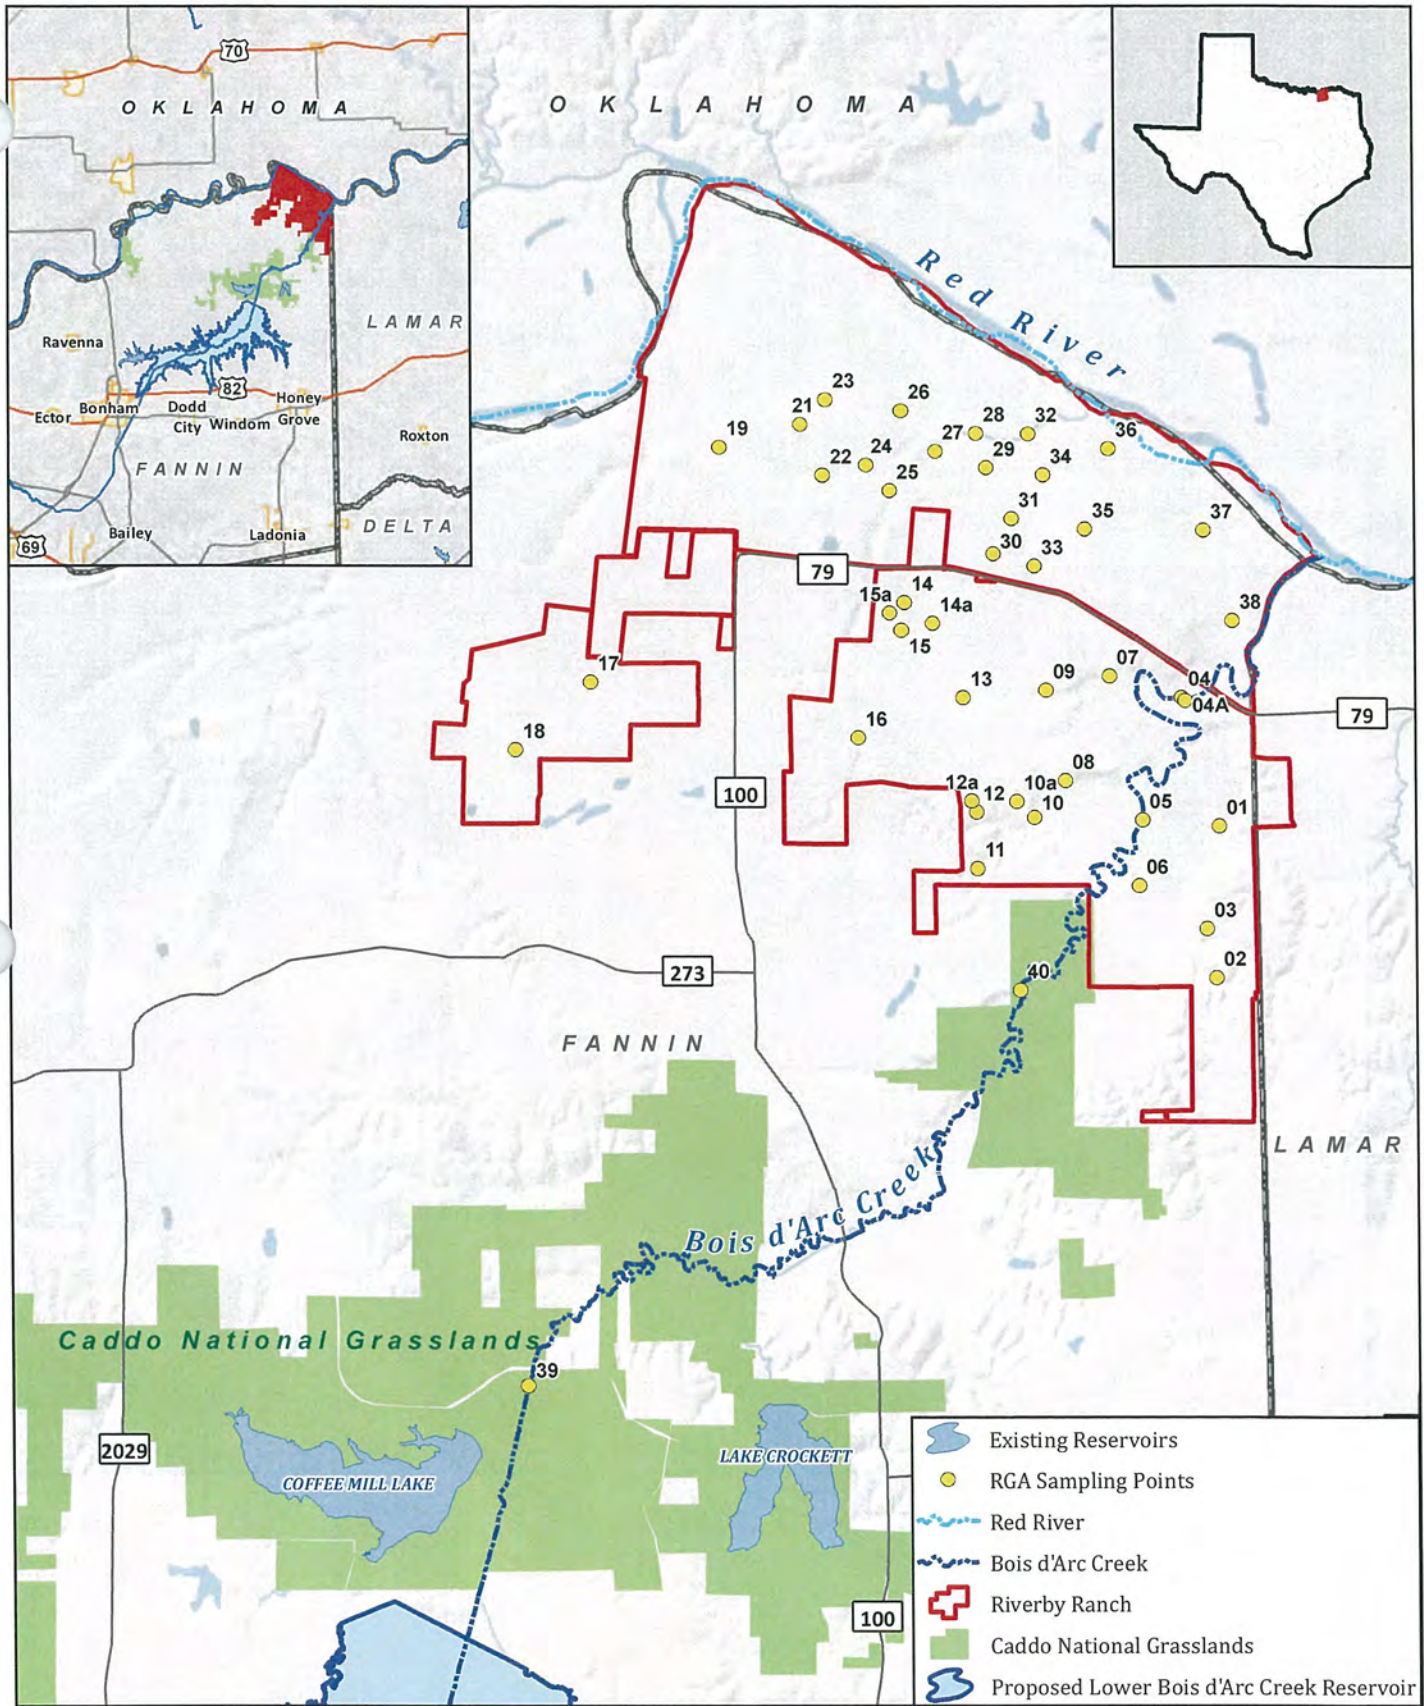 70
OKLAHOMA
LAMAR
Ravenna
82
Honey
Grove
Bonham
Dodd
City
Windom
Ector
Roxton
FANNIN
Bailey
Ladonia
DELTA
69
OKLAHOMA
Red River
23
26
21
28
32
36
19
27
24
29
34
22
25
31
35
37
30
33
79
14
15a
14a
15
38
17
07
04
09
13
04A
79
16
18
08
100
12a
12
10a
10
05
01
11
06
03
02
273
40
FANNIN
LAMAR
Bois d'Arc Creek
Caddo National Grasslands
39
2029
COFFEE MILL LAKE
LAKE CROCKETT
100
Existing Reservoirs
RGA Sampling Points
Red River
Bois d'Arc Creek
Riverby Ranch
Caddo National Grasslands
Proposed Lower Bois d'Arc Creek Reservoir